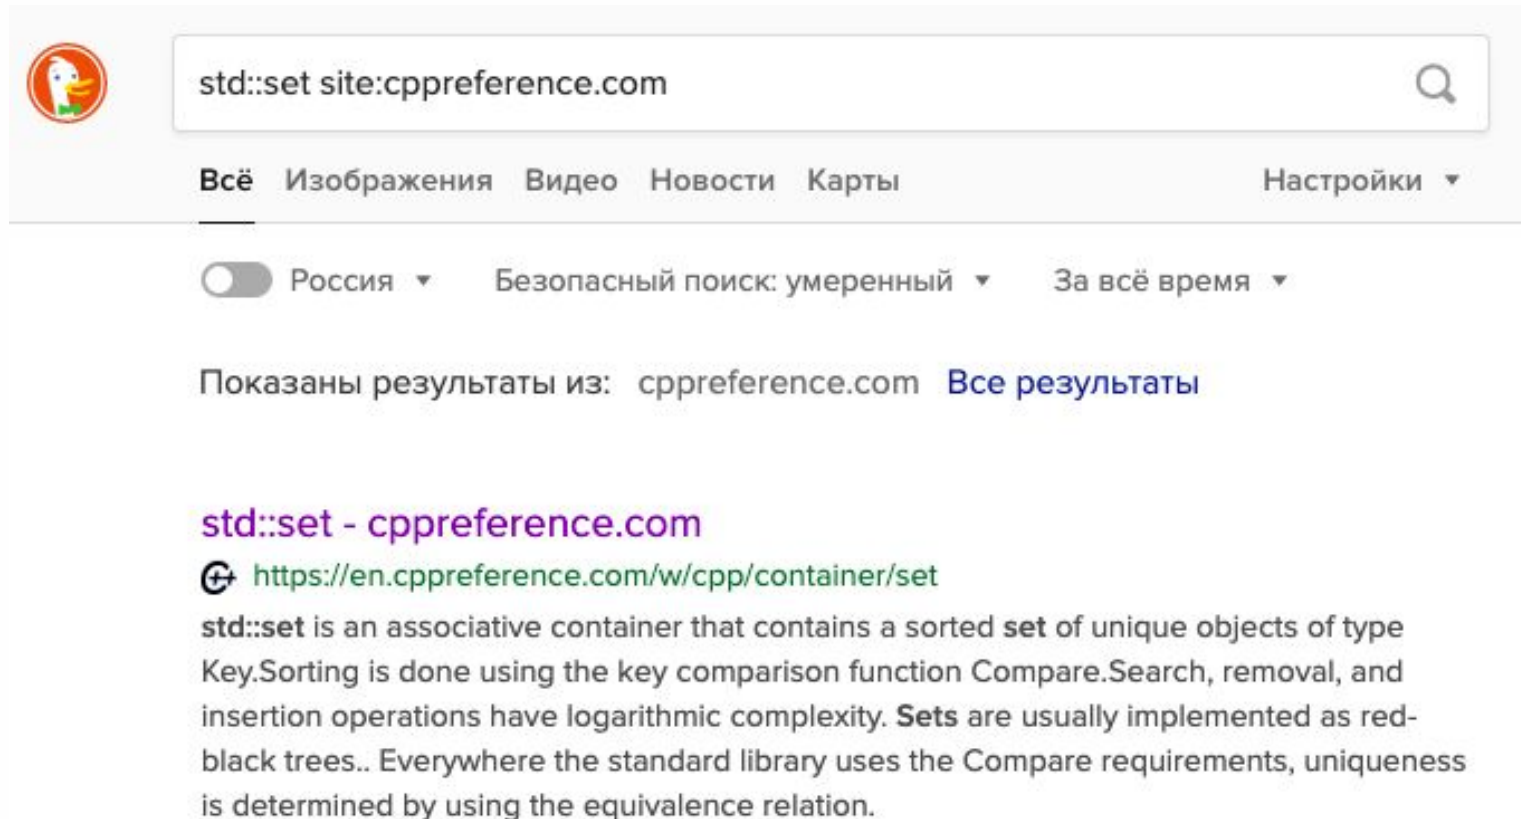 std::set site:cppreference.com
Всё Изображения Видео Новости Карты Настройки
Россия Безопасный поиск: умеренный За всё время
Показаны результаты из: cppreference.com Все результаты
std::set - cppreference.com
https://en.cppreference.com/w/cpp/container/set
std::set is an associative container that contains a sorted set of unique objects of type
Key.Sorting is done using the key comparison function Compare.Search, removal, and
insertion operations have logarithmic complexity. Sets are usually implemented as red-
black trees.. Everywhere the standard library uses the Compare requirements, uniqueness
is determined by using the equivalence relation.